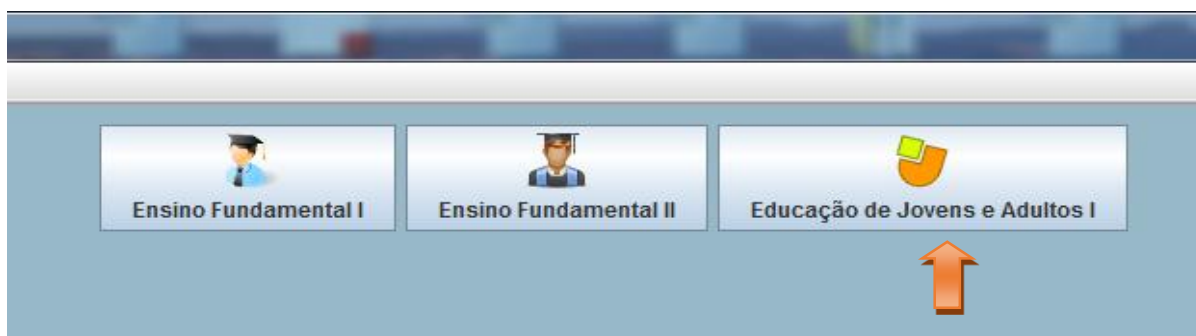 Ensino Fundamental I
Ensino Fundamental II
Educação de Jovens e Adultos I